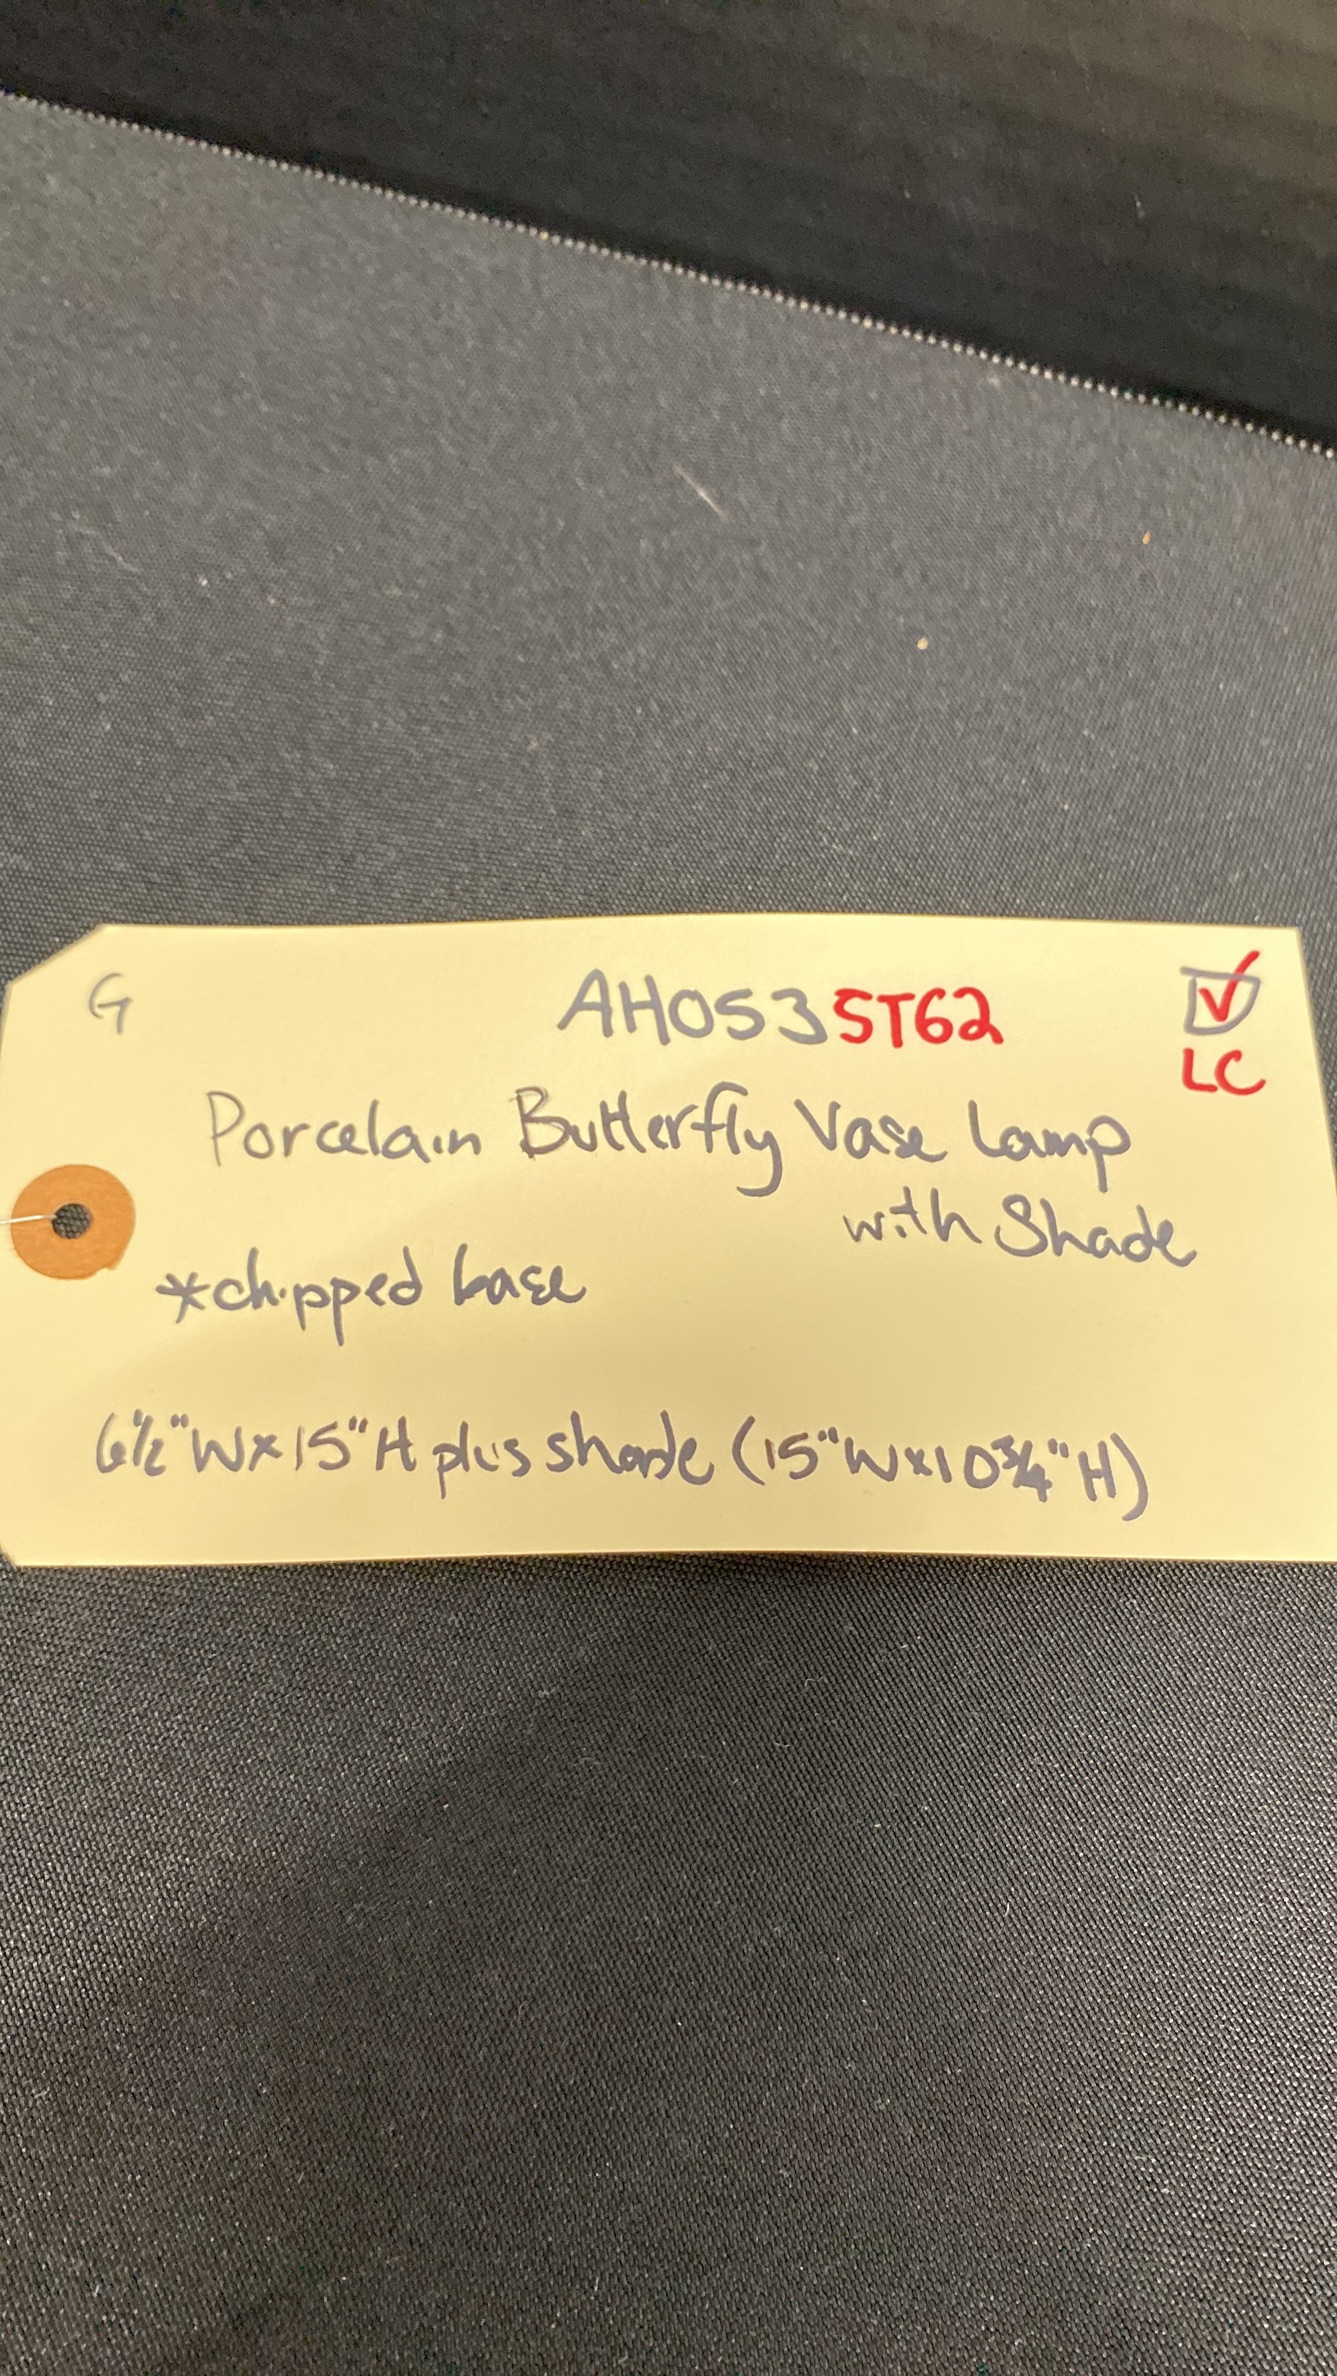 G AH053ST62
LC
Porcelain Butterfly Vase Lamp
with Shade
*chipped base
6½"W x 15"H plus shade (15"W x 10¾"H)